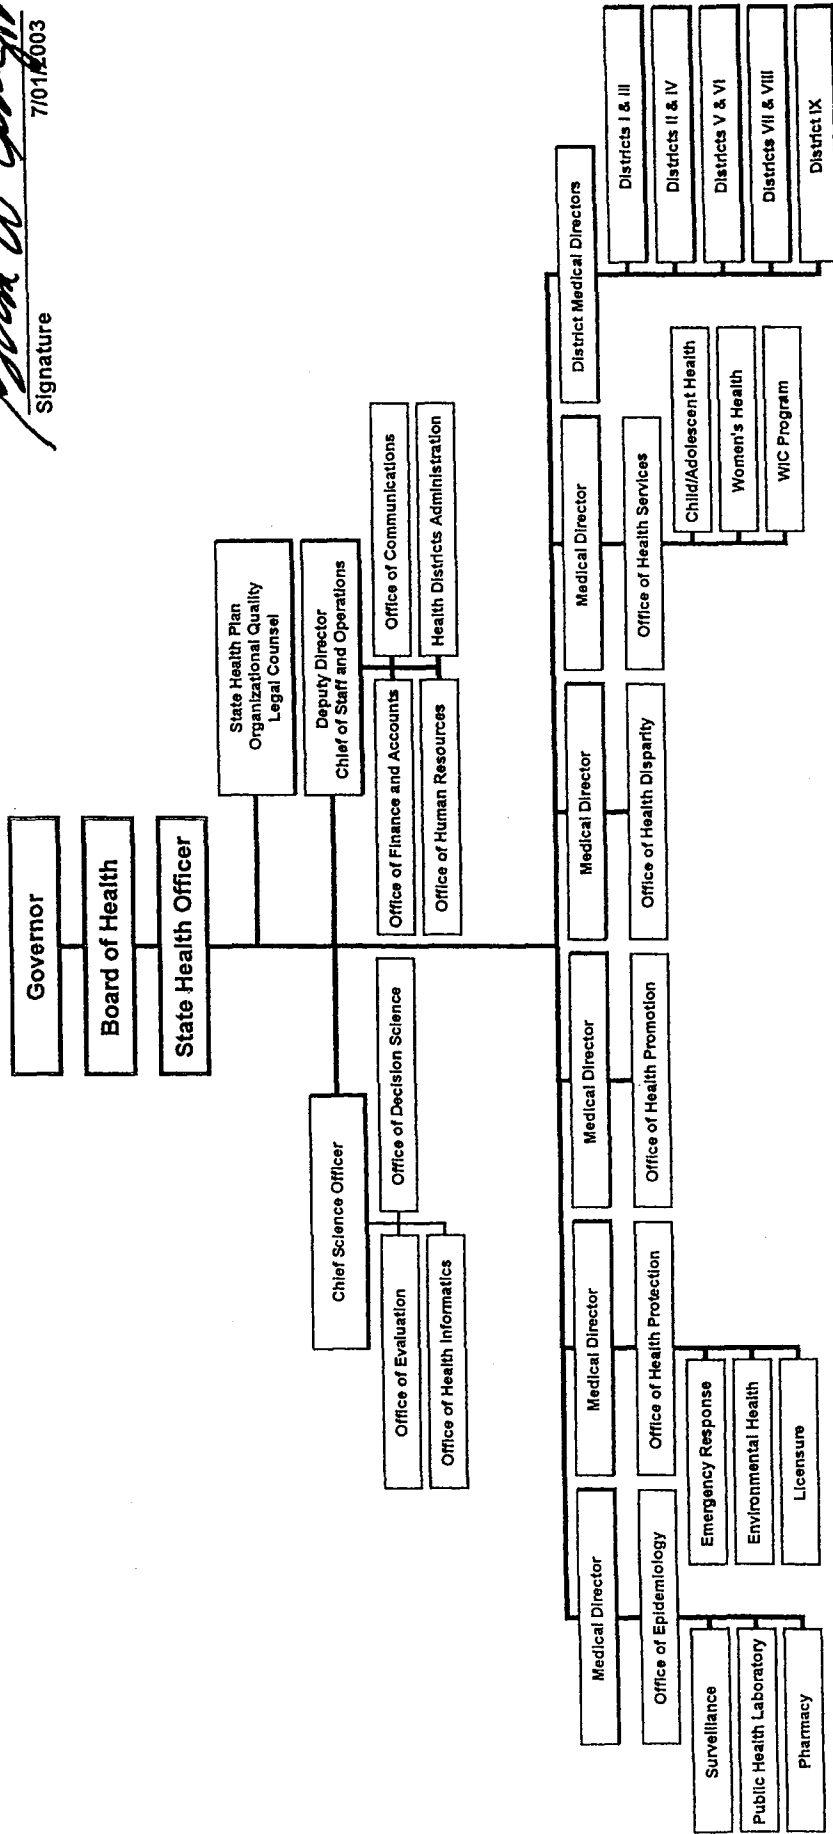 7/01/2003
Signature
Governor
Board of Health
State Health Officer
State Health Plan
Organizational Quality
Legal Counsel
Chief Science Officer
Deputy Director
Chief of Staff and Operations
Office of Evaluation
Office of Decision Science
Office of Health Informatics
Office of Finance and Accounts
Office of Communications
Office of Human Resources
Health Districts Administration
Medical Director
Office of Epidemiology
Surveillance
Public Health Laboratory
Pharmacy
Medical Director
Office of Health Protection
Emergency Response
Environmental Health
Licensure
Medical Director
Office of Health Promotion
Medical Director
Office of Health Disparity
Medical Director
Office of Health Services
Child/Adolescent Health
Women's Health
WIC Program
District Medical Directors
Districts I & III
Districts II & IV
Districts V & VI
Districts VII & VIII
District IX